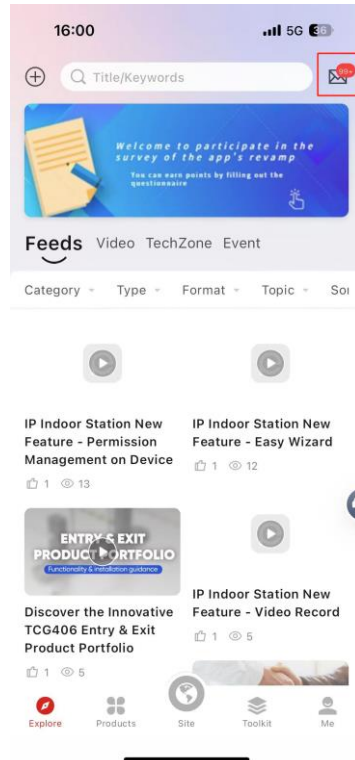 16:00
5G 36
Title/Keywords
99+
Welcome to participate in the
survey of the app's revamp
You can earn points by filling out the
questionnaire
Feeds Video TechZone Event
Category Type Format Topic Sor
IP Indoor Station New
Feature - Permission
Management on Device
1 13
IP Indoor Station New
Feature - Easy Wizard
1 12
ENTRY & EXIT
PRODUCT PORTFOLIO
Functionality & installation guidance
Discover the Innovative
TCG406 Entry & Exit
Product Portfolio
1 5
IP Indoor Station New
Feature - Video Record
1 5
Explore Products Site Toolkit Me